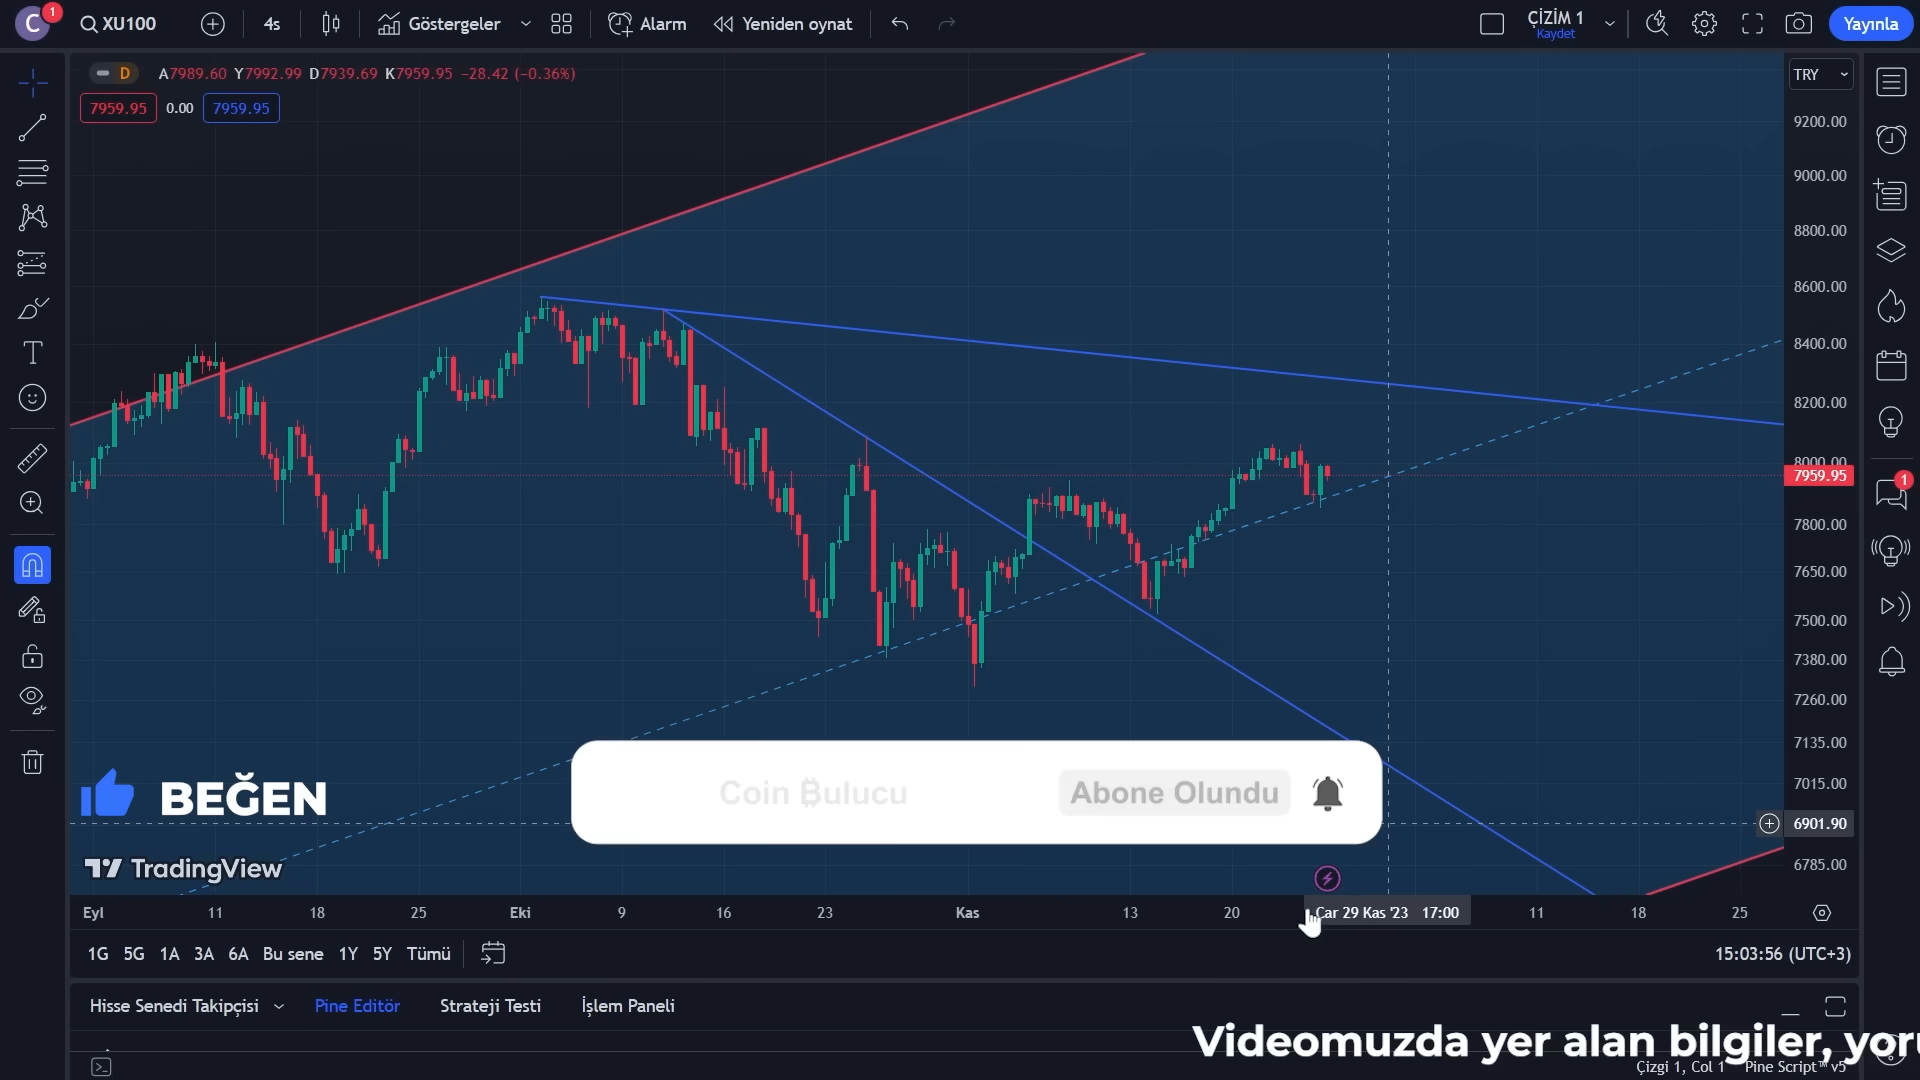 C 1 XU100 4s Göstergeler Alarm Yeniden oynat ÇİZİM 1 Kaydet Yayınla
D A7989.60 Y7992.99 D7939.69 K7959.95 −28.42 (−0.36%)
7959.95 0.00 7959.95
TRY
9200.00
9000.00
8800.00
8600.00
8400.00
8200.00
8000.00
7959.95
7800.00
7650.00
7500.00
7380.00
7260.00
7135.00
7015.00
6901.90
6785.00
1
BEĞEN
Coin Bulucu Abone Olundu
TradingView
Eyl 11 18 25 Eki 9 16 23 Kas 13 20 Çar 29 Kas '23 17:00 11 18 25
1G 5G 1A 3A 6A Bu sene 1Y 5Y Tümü 15:03:56 (UTC+3)
Hisse Senedi Takipçisi Pine Editör Strateji Testi İşlem Paneli
Videomuzda yer alan bilgiler, yoru
Çizgi 1, Col 1 Pine Script™ v5